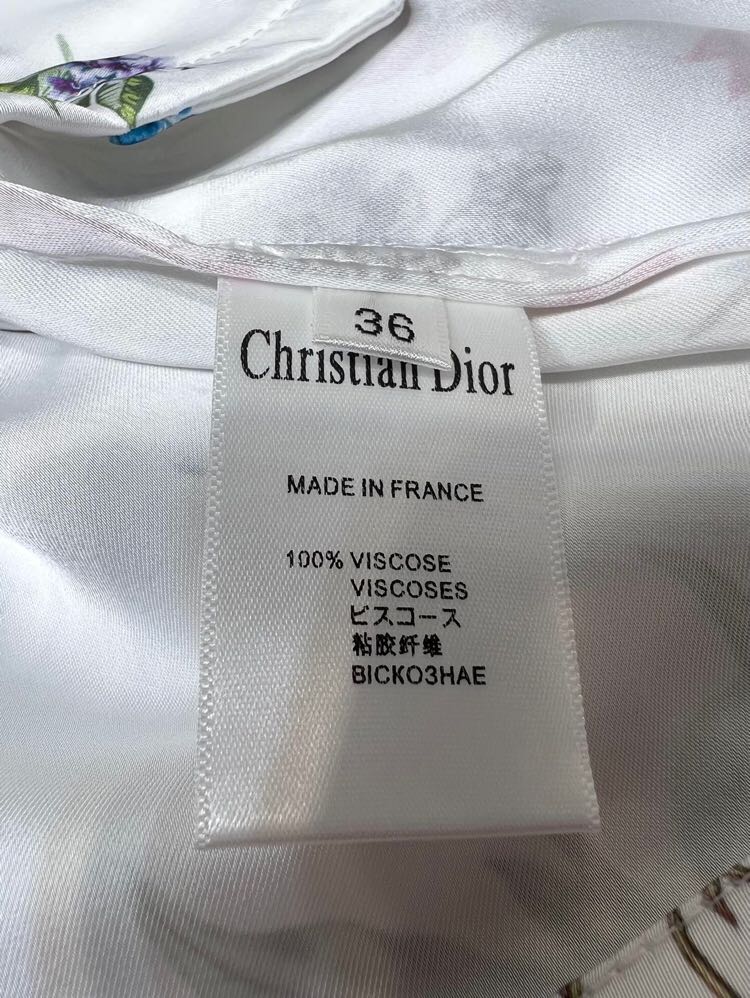 36
Christian Dior
MADE IN FRANCE
100% VISCOSE
VISCOSES
ビスコース
粘胶纤维
BICKO3HAE